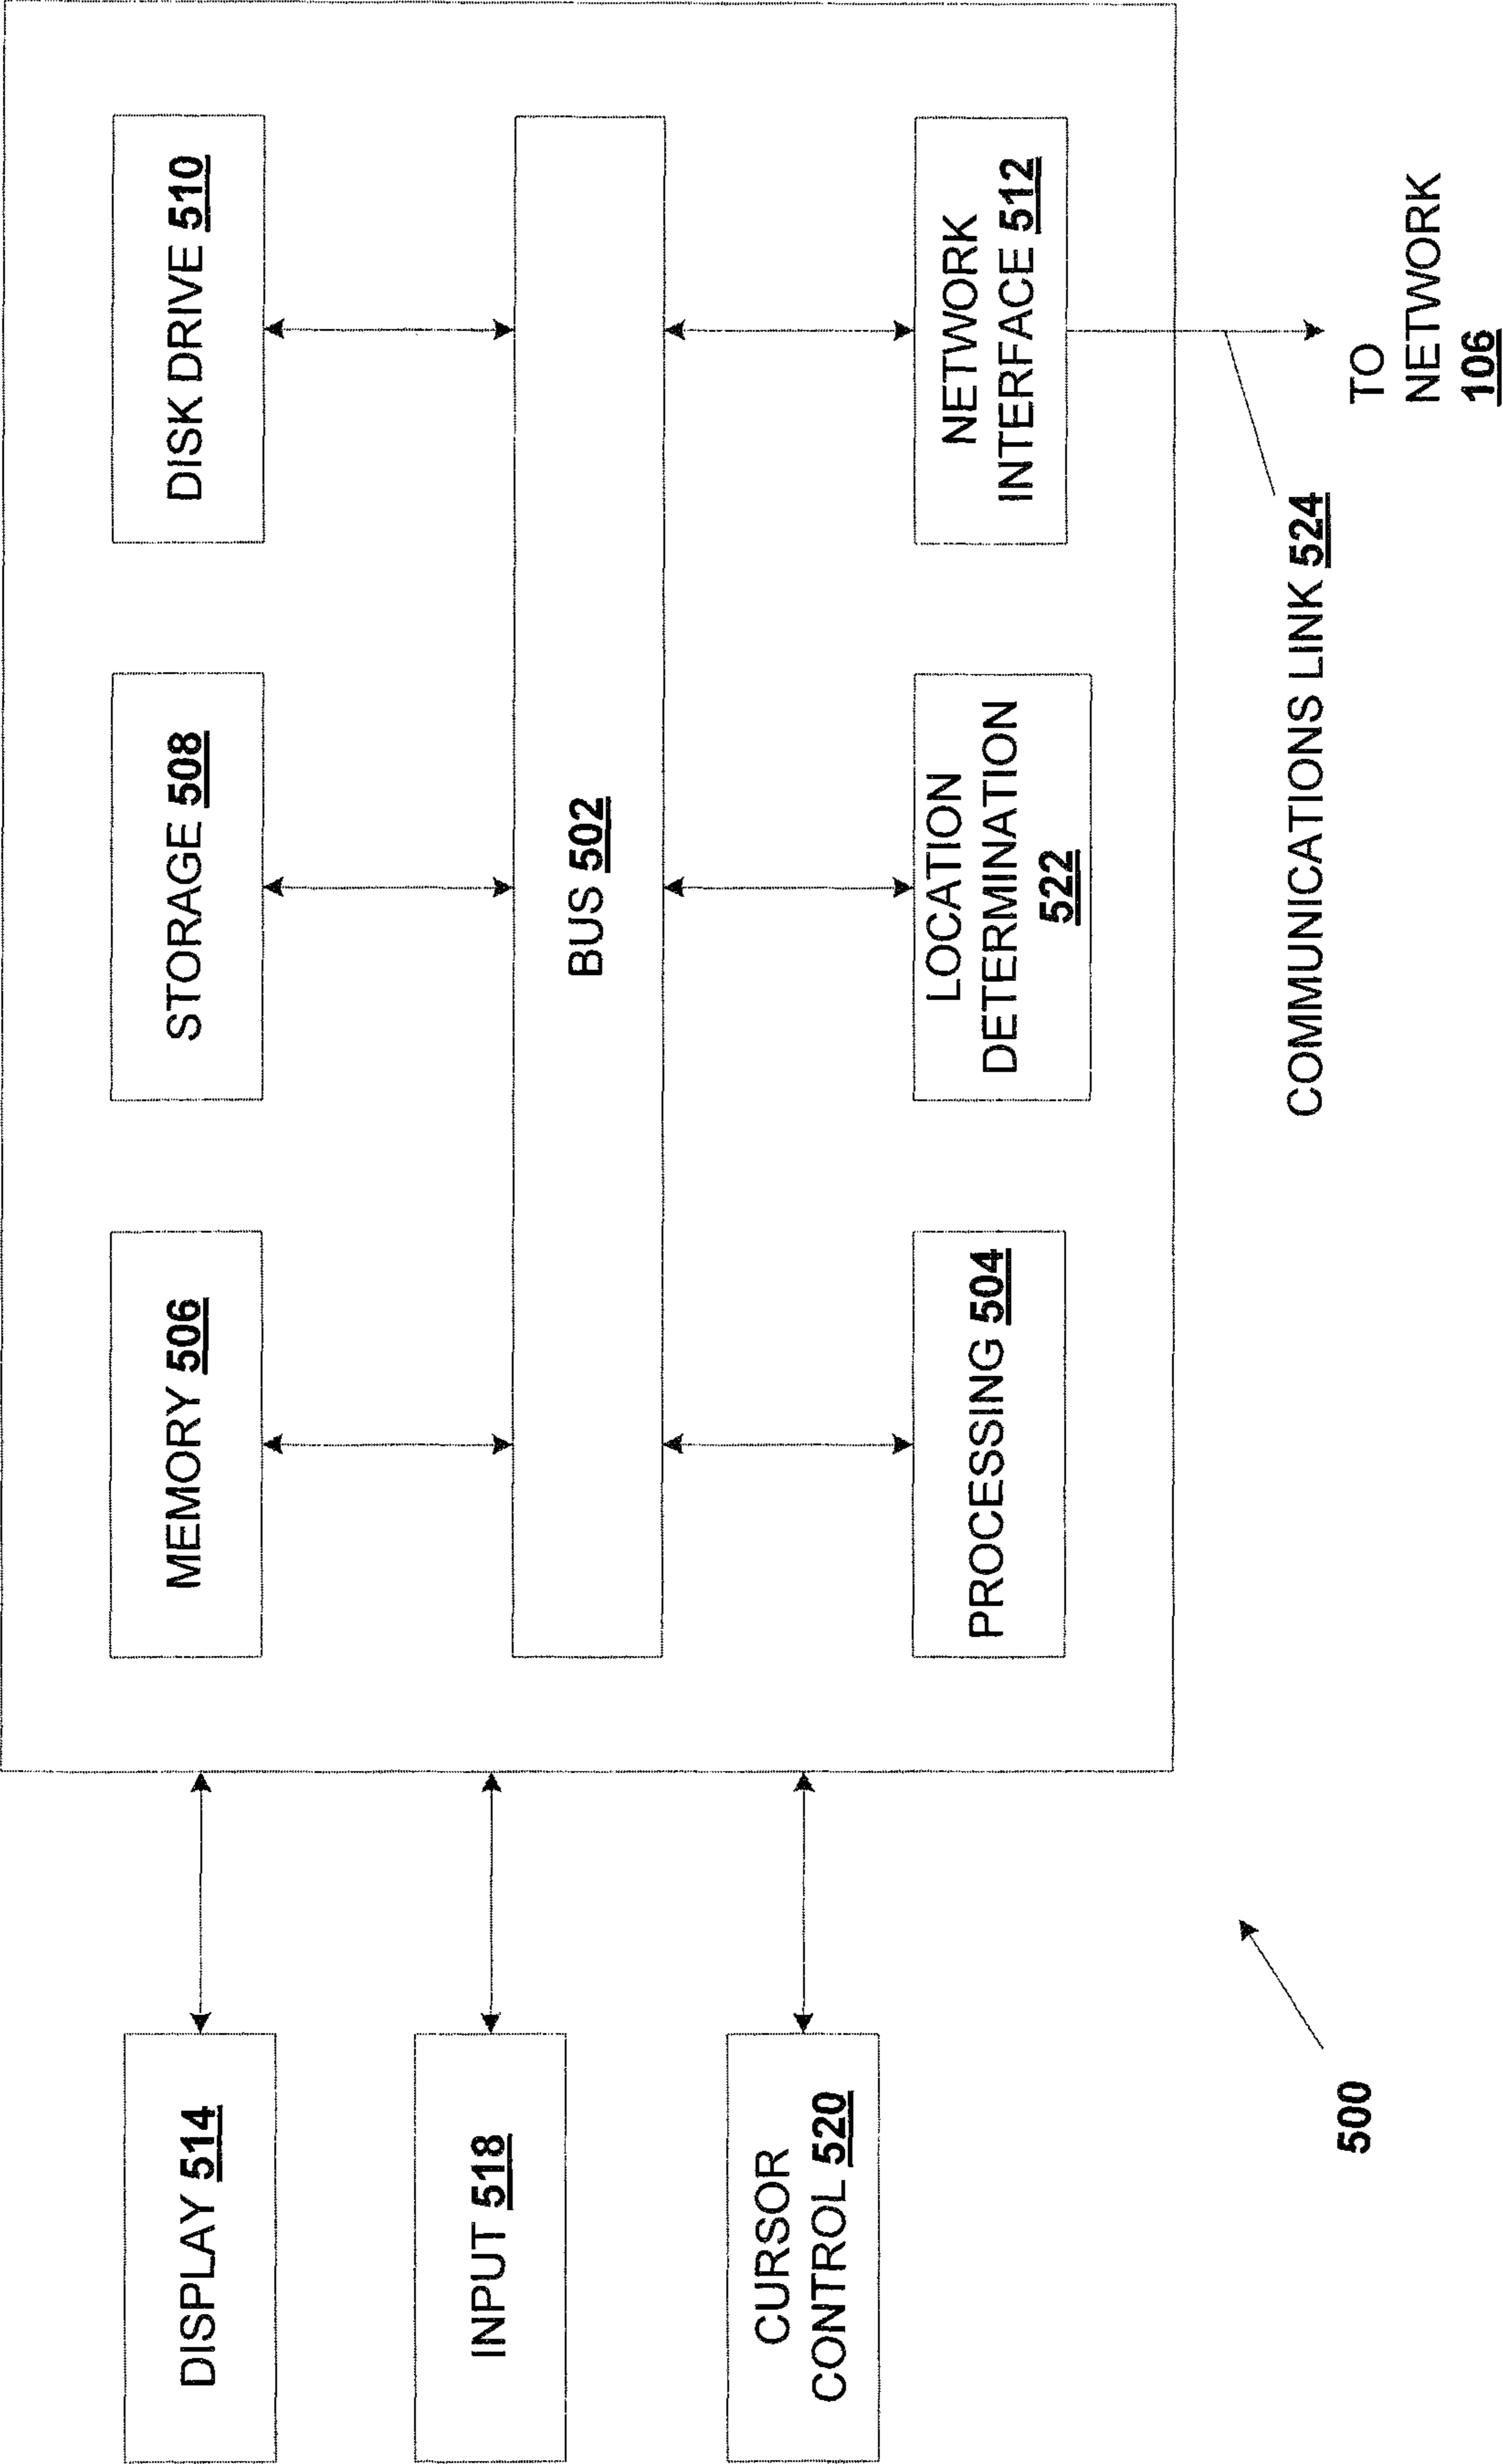 DISPLAY 514
MEMORY 506
STORAGE 508
DISK DRIVE 510
INPUT 518
BUS 502
CURSOR
CONTROL 520
PROCESSING 504
LOCATION
DETERMINATION
522
NETWORK
INTERFACE 512
COMMUNICATIONS LINK 524
500
TO
NETWORK
106